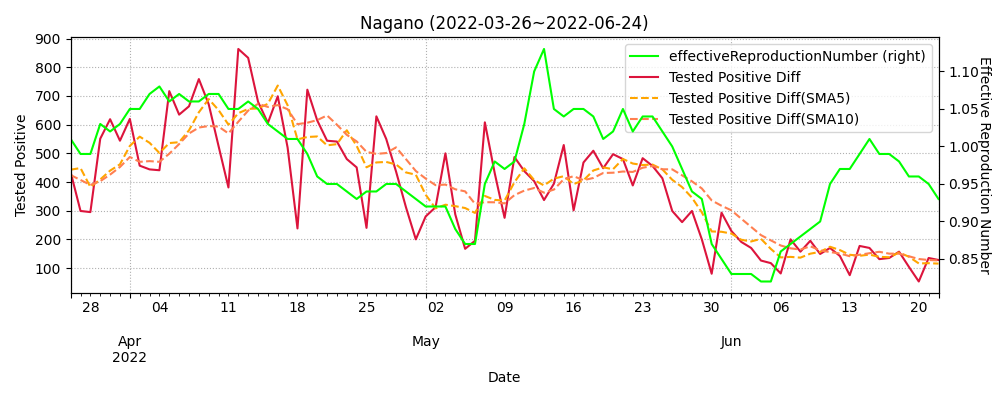 Nagano (2022-03-26~2022-06-24)
effectiveReproductionNumber (right)
Tested Positive Diff
Tested Positive Diff(SMA5)
Tested Positive Diff(SMA10)
Tested Positive
900
800
700
600
500
400
300
200
100
1.10
1.05
1.00
0.95
0.90
0.85
Effective Reproduction Number
28 04 11 18 25 02 09 16 23 30 06 13 20
Apr May Jun
2022
Date